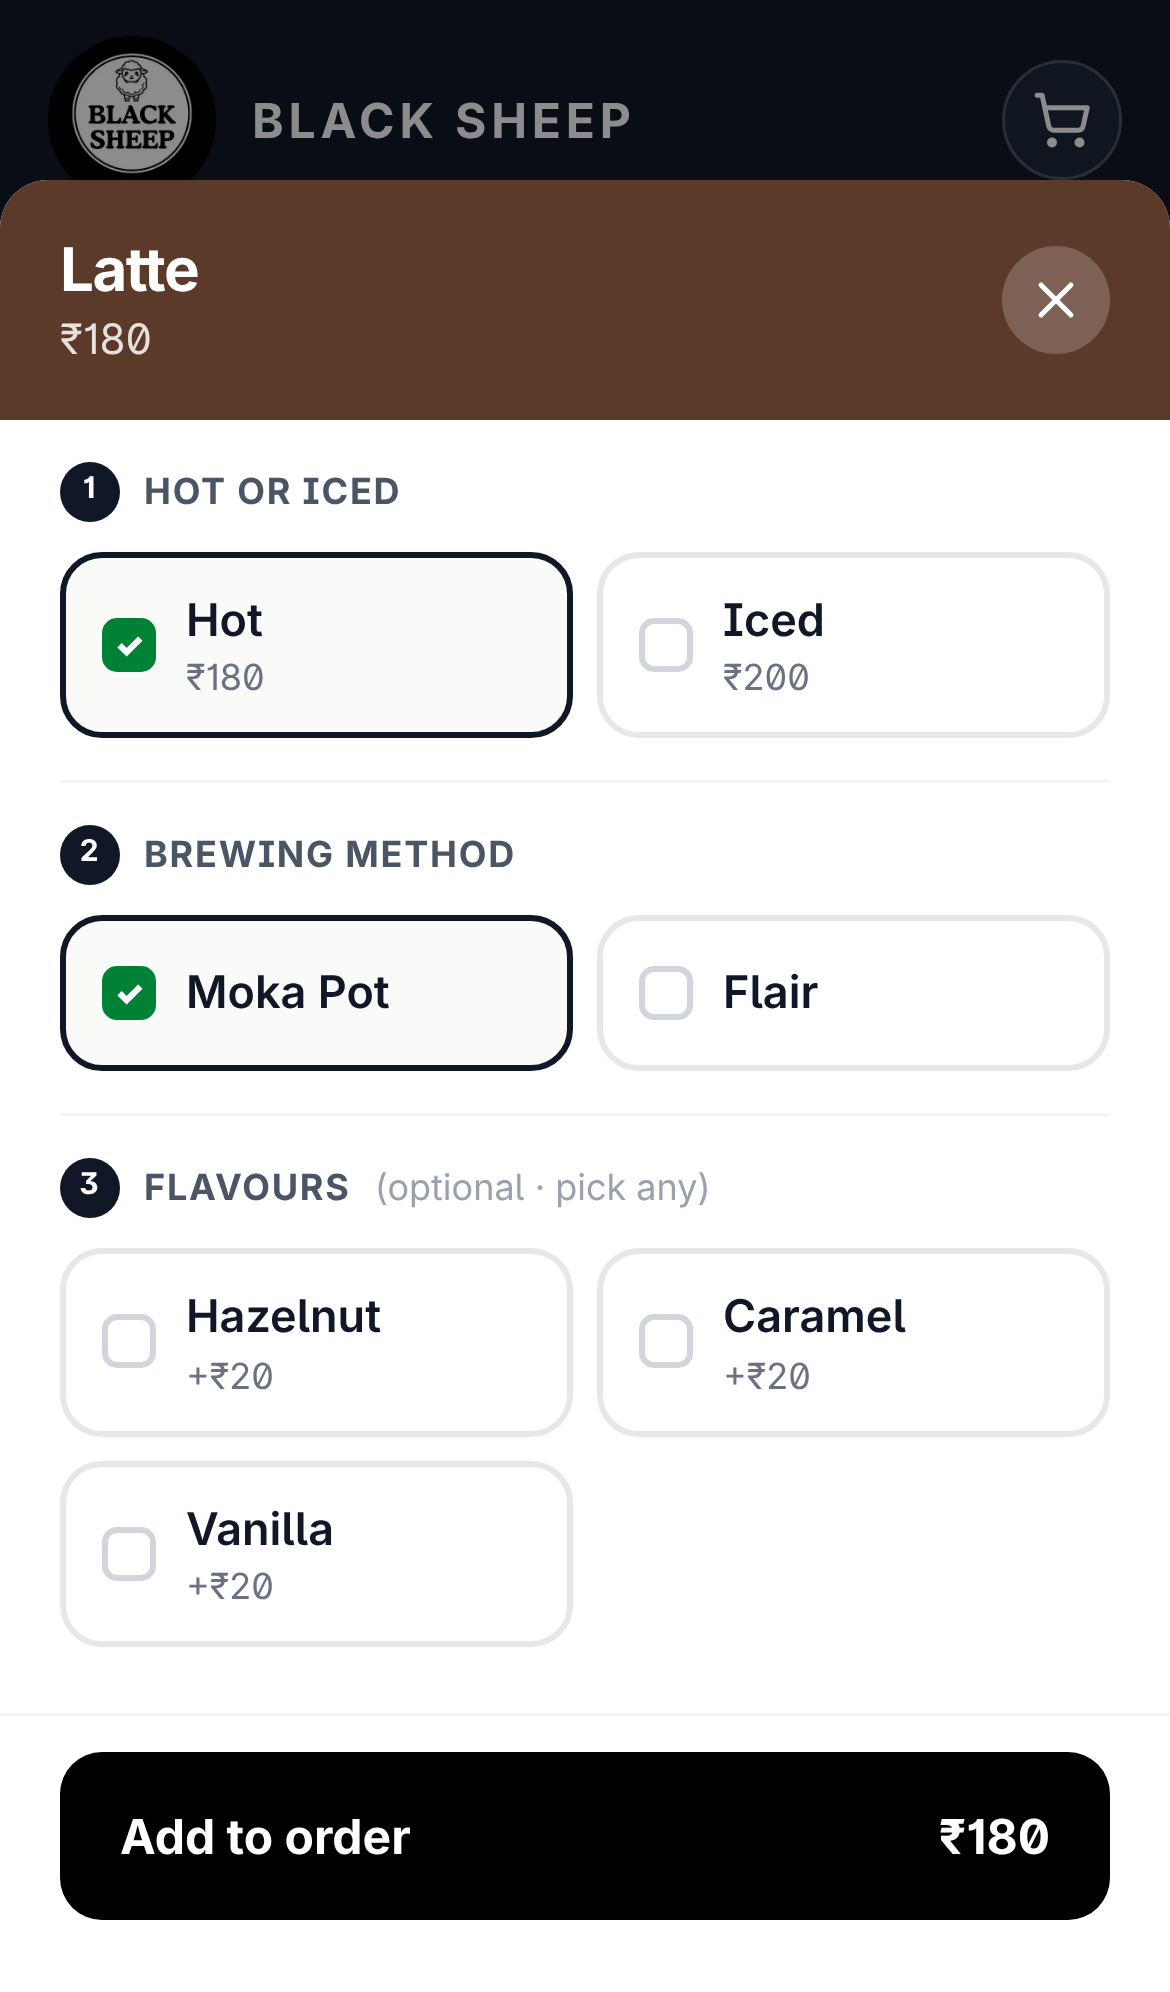 BLACK
SHEEP
BLACK SHEEP
Latte
₹180
1 HOT OR ICED
Hot
₹180
Iced
₹200
2 BREWING METHOD
Moka Pot
Flair
3 FLAVOURS (optional · pick any)
Hazelnut
+₹20
Caramel
+₹20
Vanilla
+₹20
Add to order ₹180